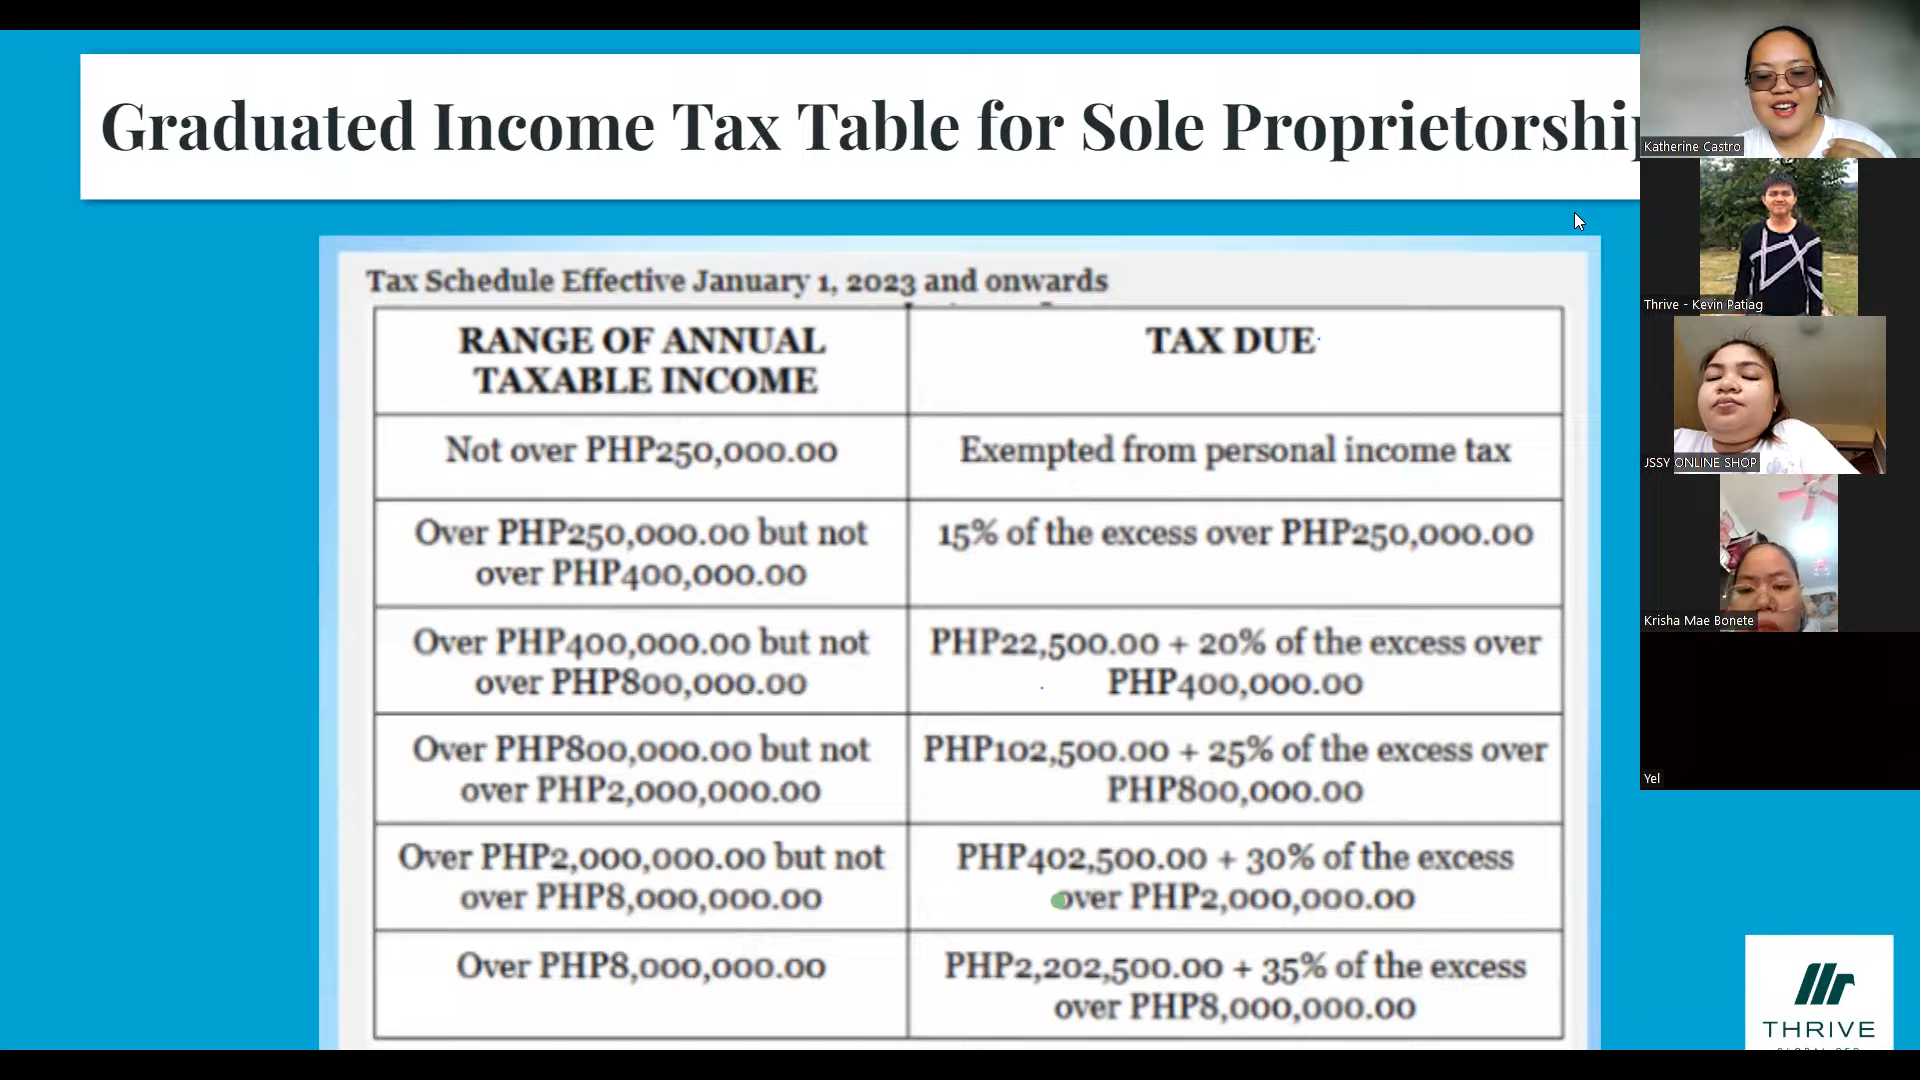 Graduated Income Tax Table for Sole Proprietorship
Tax Schedule Effective January 1, 2023 and onwards
RANGE OF ANNUAL
TAXABLE INCOME
TAX DUE
Not over PHP250,000.00
Exempted from personal income tax
Over PHP250,000.00 but not
over PHP400,000.00
15% of the excess over PHP250,000.00
Over PHP400,000.00 but not
over PHP800,000.00
PHP22,500.00 + 20% of the excess over
PHP400,000.00
Over PHP800,000.00 but not
over PHP2,000,000.00
PHP102,500.00 + 25% of the excess over
PHP800,000.00
Over PHP2,000,000.00 but not
over PHP8,000,000.00
PHP402,500.00 + 30% of the excess
over PHP2,000,000.00
Over PHP8,000,000.00
PHP2,202,500.00 + 35% of the excess
over PHP8,000,000.00
Katherine Castro
Thrive - Kevin Patiag
JSSY ONLINE SHOP
Krisha Mae Bonete
Yel
THRIVE